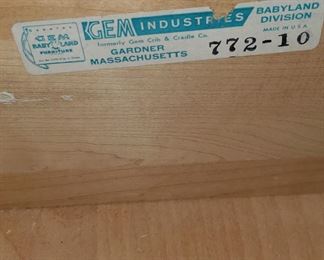 GEM
BABYLAND
FURNITURE
GEM INDUSTRIES
formerly Gem Crib & Cradle Co.
GARDNER
MASSACHUSETTS
BABYLAND
DIVISION
MADE IN U.S.A.
772-10